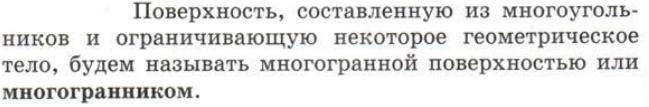 Поверхность, составленную из многоуголь-
ников и ограничивающую некоторое геометрическое
тело, будем называть многогранной поверхностью или
многогранником.